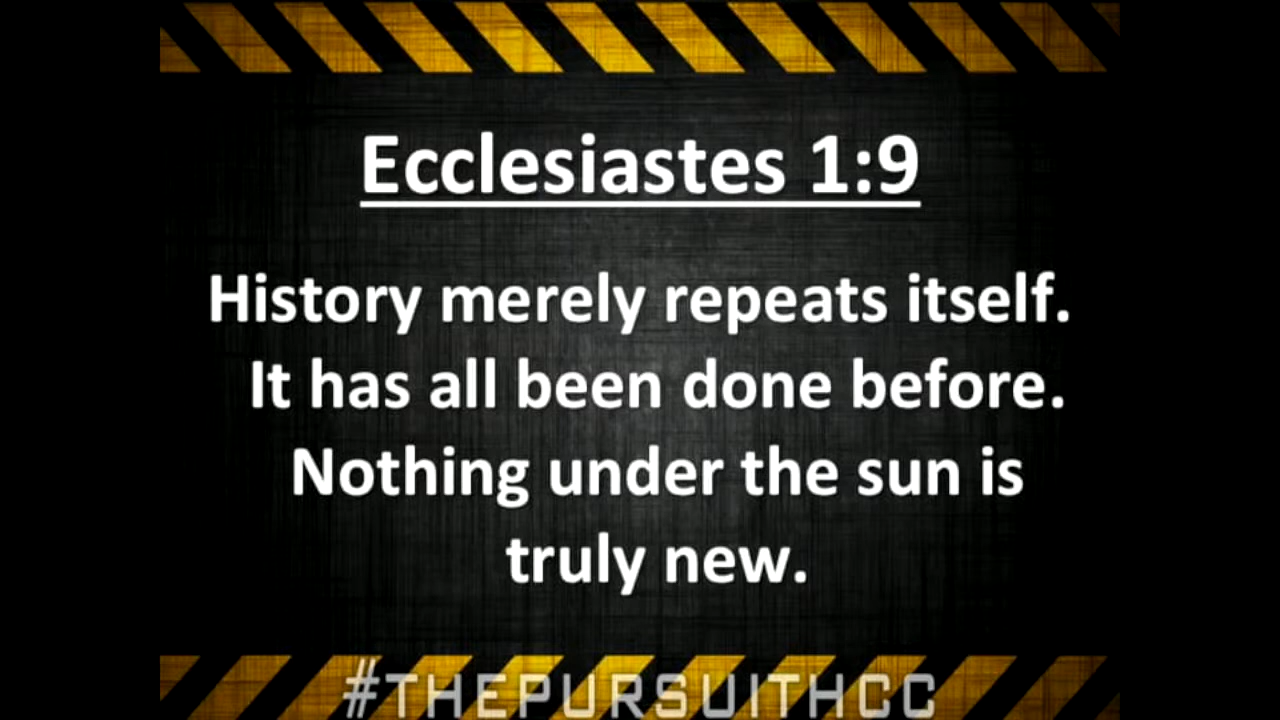 Ecclesiastes 1:9
History merely repeats itself.
It has all been done before.
Nothing under the sun is
truly new.
#THEPURSUITHCC